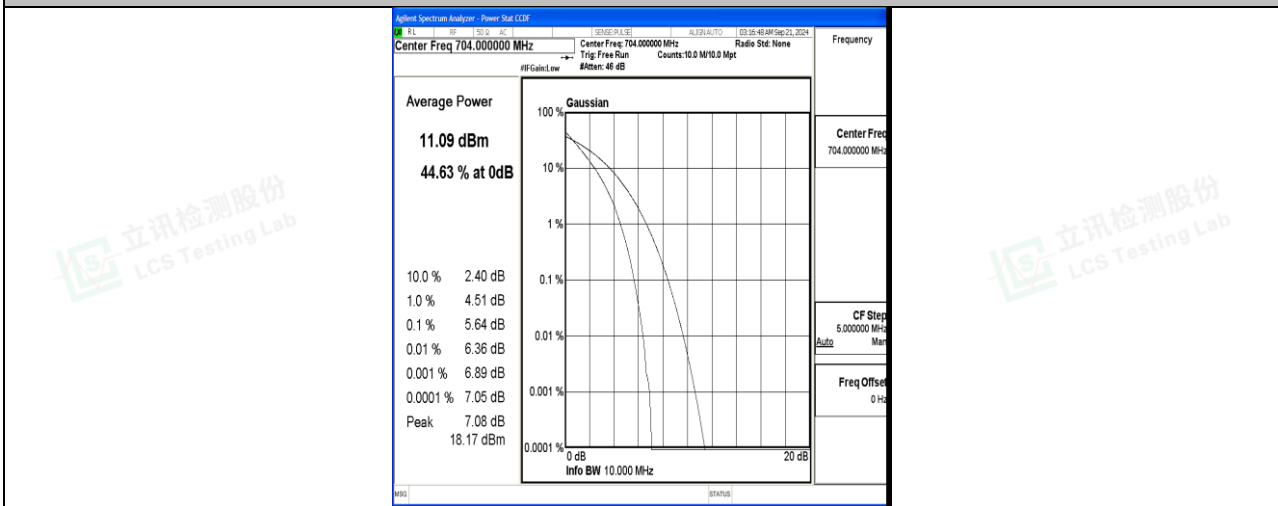 Agilent Spectrum Analyzer - Power Stat CCDF
RL RF 50 Ω AC SENSE:PULSE ALIGN AUTO 03:16:48 AM Sep 21, 2024
Center Freq 704.000000 MHz
Center Freq: 704.000000 MHz Radio Std: None
Trig: Free Run Counts:10.0 M/10.0 Mpt
#IFGain:Low #Atten: 46 dB
Frequency
Average Power
11.09 dBm
44.63 % at 0dB
10.0 % 2.40 dB
1.0 % 4.51 dB
0.1 % 5.64 dB
0.01 % 6.36 dB
0.001 % 6.89 dB
0.0001 % 7.05 dB
Peak 7.08 dB
18.17 dBm
Gaussian
100 %
10 %
1 %
0.1 %
0.01 %
0.001 %
0.0001 %
0 dB 20 dB
Info BW 10.000 MHz
Center Freq
704.000000 MHz
CF Step
5.000000 MHz
Auto Man
Freq Offset
0 Hz
MSG STATUS
立讯检测股份
LCS Testing Lab
立讯检测股份
LCS Testing Lab